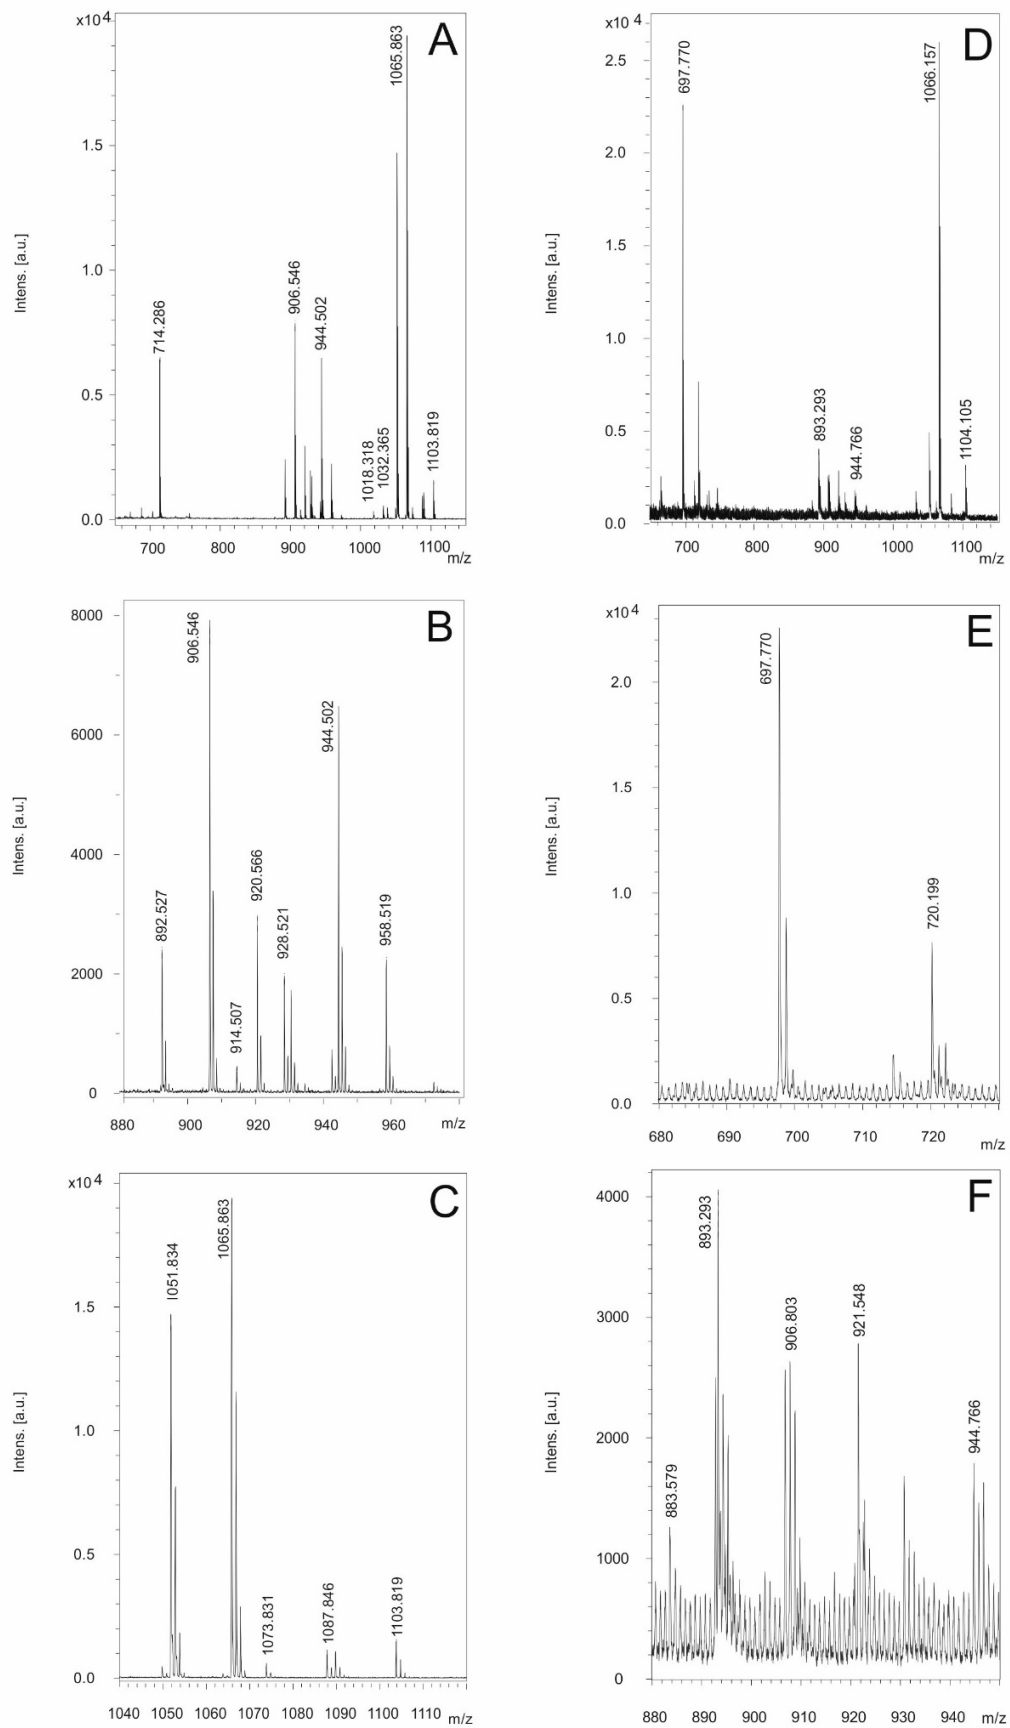 x10⁴
A
1065.863
1.5
Intens. [a.u.]
1.0
906.546
944.502
714.286
0.5
1018.318
1032.365
1103.819
0.0
700 800 900 1000 1100
m/z
x10 4
D
1066.157
697.770
2.5
2.0
1.5
Intens. [a.u.]
1.0
893.293
944.766
1104.105
0.5
0.0
700 800 900 1000 1100
m/z
8000
B
906.546
944.502
6000
Intens. [a.u.]
4000
892.527
920.566
928.521
958.519
2000
914.507
0
880 900 920 940 960 m/z
x10⁴
E
697.770
2.0
1.5
Intens. [a.u.]
1.0
720.199
0.5
0.0
680 690 700 710 720
m/z
x10⁴
C
1065.863
I051.834
1.5
1.0
Intens. [a.u.]
0.5
1073.831
1087.846
1103.819
0.0
1040 1050 1060 1070 1080 1090 1100 1110 m/z
F
4000
893.293
906.803
921.548
3000
Intens. [a.u.]
2000
944.766
883.579
1000
0
880 890 900 910 920 930 940 m/z